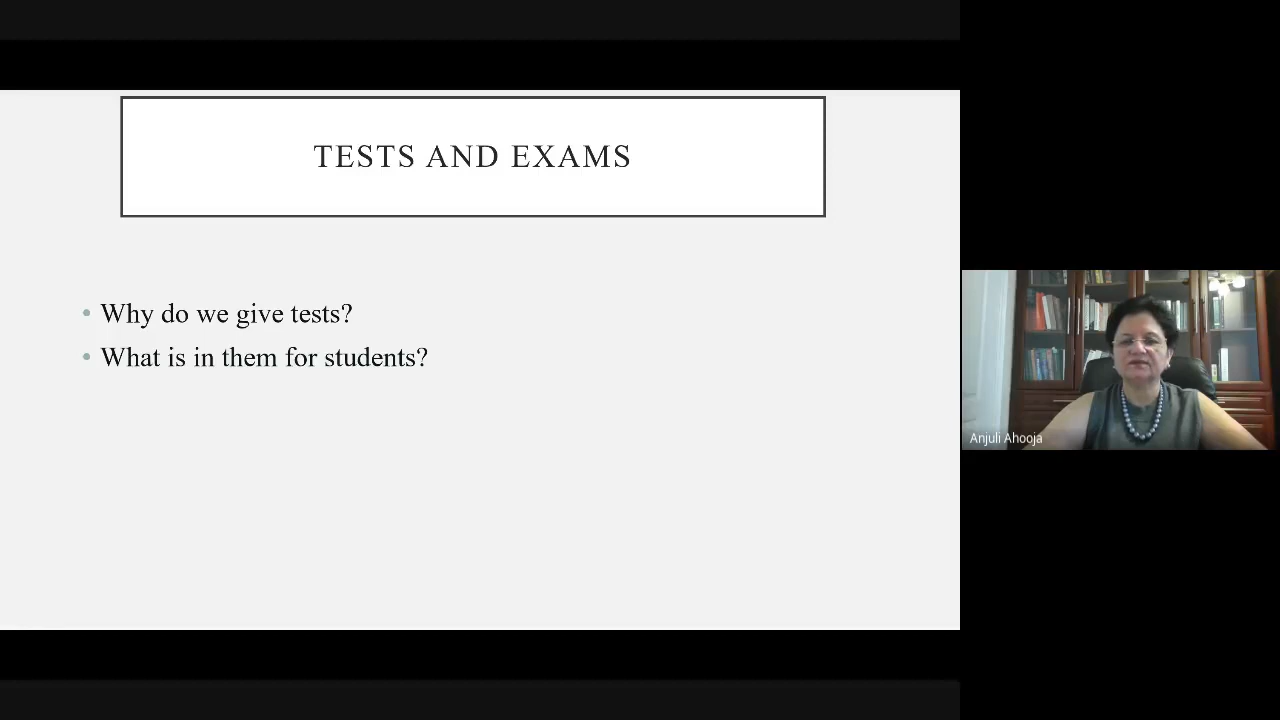 TESTS AND EXAMS
• Why do we give tests?
• What is in them for students?
Anjuli Ahooja